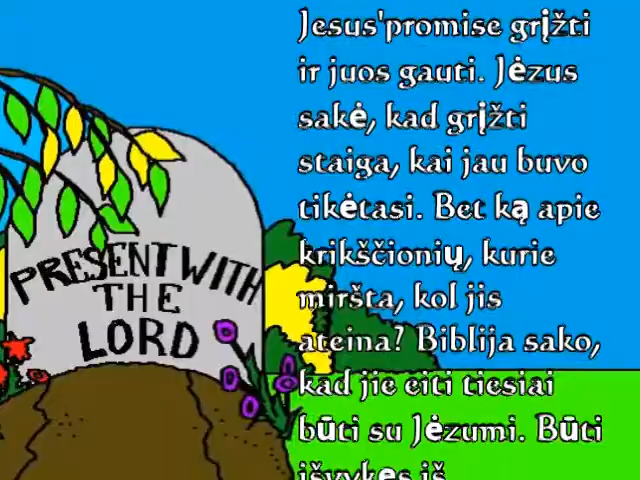 Jesus'promise grįžti
ir juos gauti. Jėzus
sakė, kad grįžti
staiga, kai jau buvo
tikėtasi. Bet ką apie
krikščionių, kurie
miršta, kol jis
ateina? Biblija sako,
kad jie eiti tiesiai
būti su Jėzumi. Būti
išvykęs iš
PRESENT WITH
THE
LORD